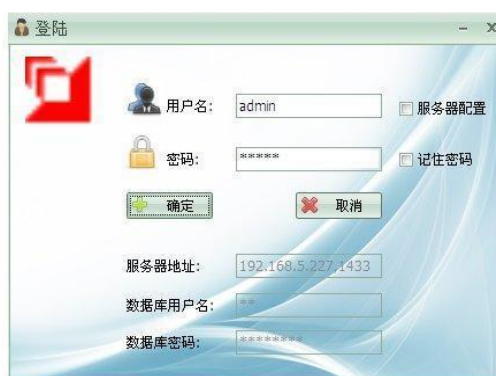 登陆
用户名: admin 服务器配置
密码: ***** 记住密码
确定 取消
服务器地址: 192.168.5.227,1433
数据库用户名: **
数据库密码: ********